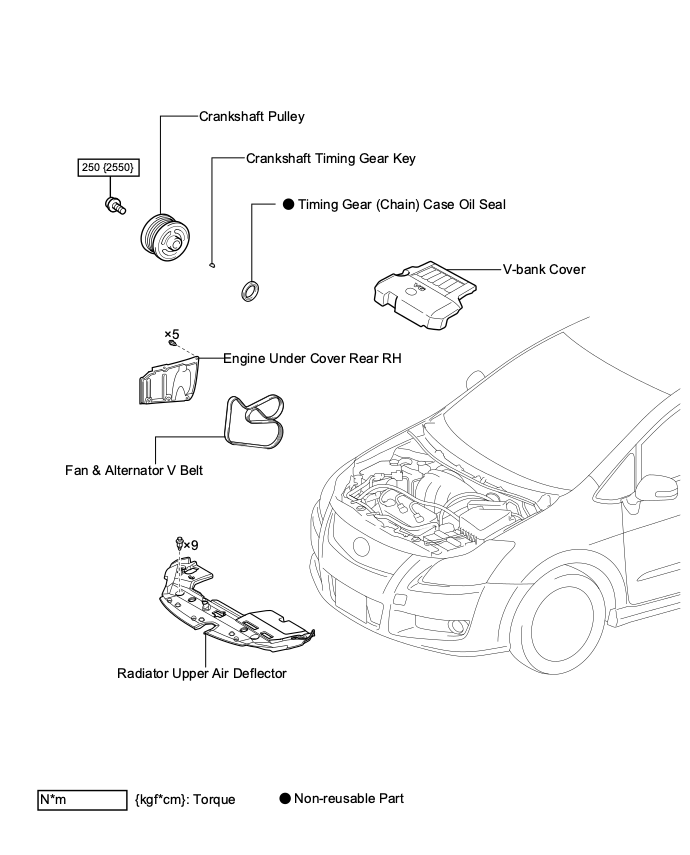 Crankshaft Pulley
Crankshaft Timing Gear Key
250 {2550}
● Timing Gear (Chain) Case Oil Seal
V-bank Cover
×5
Engine Under Cover Rear RH
Fan & Alternator V Belt
×9
Radiator Upper Air Deflector
N*m {kgf*cm}: Torque ● Non-reusable Part